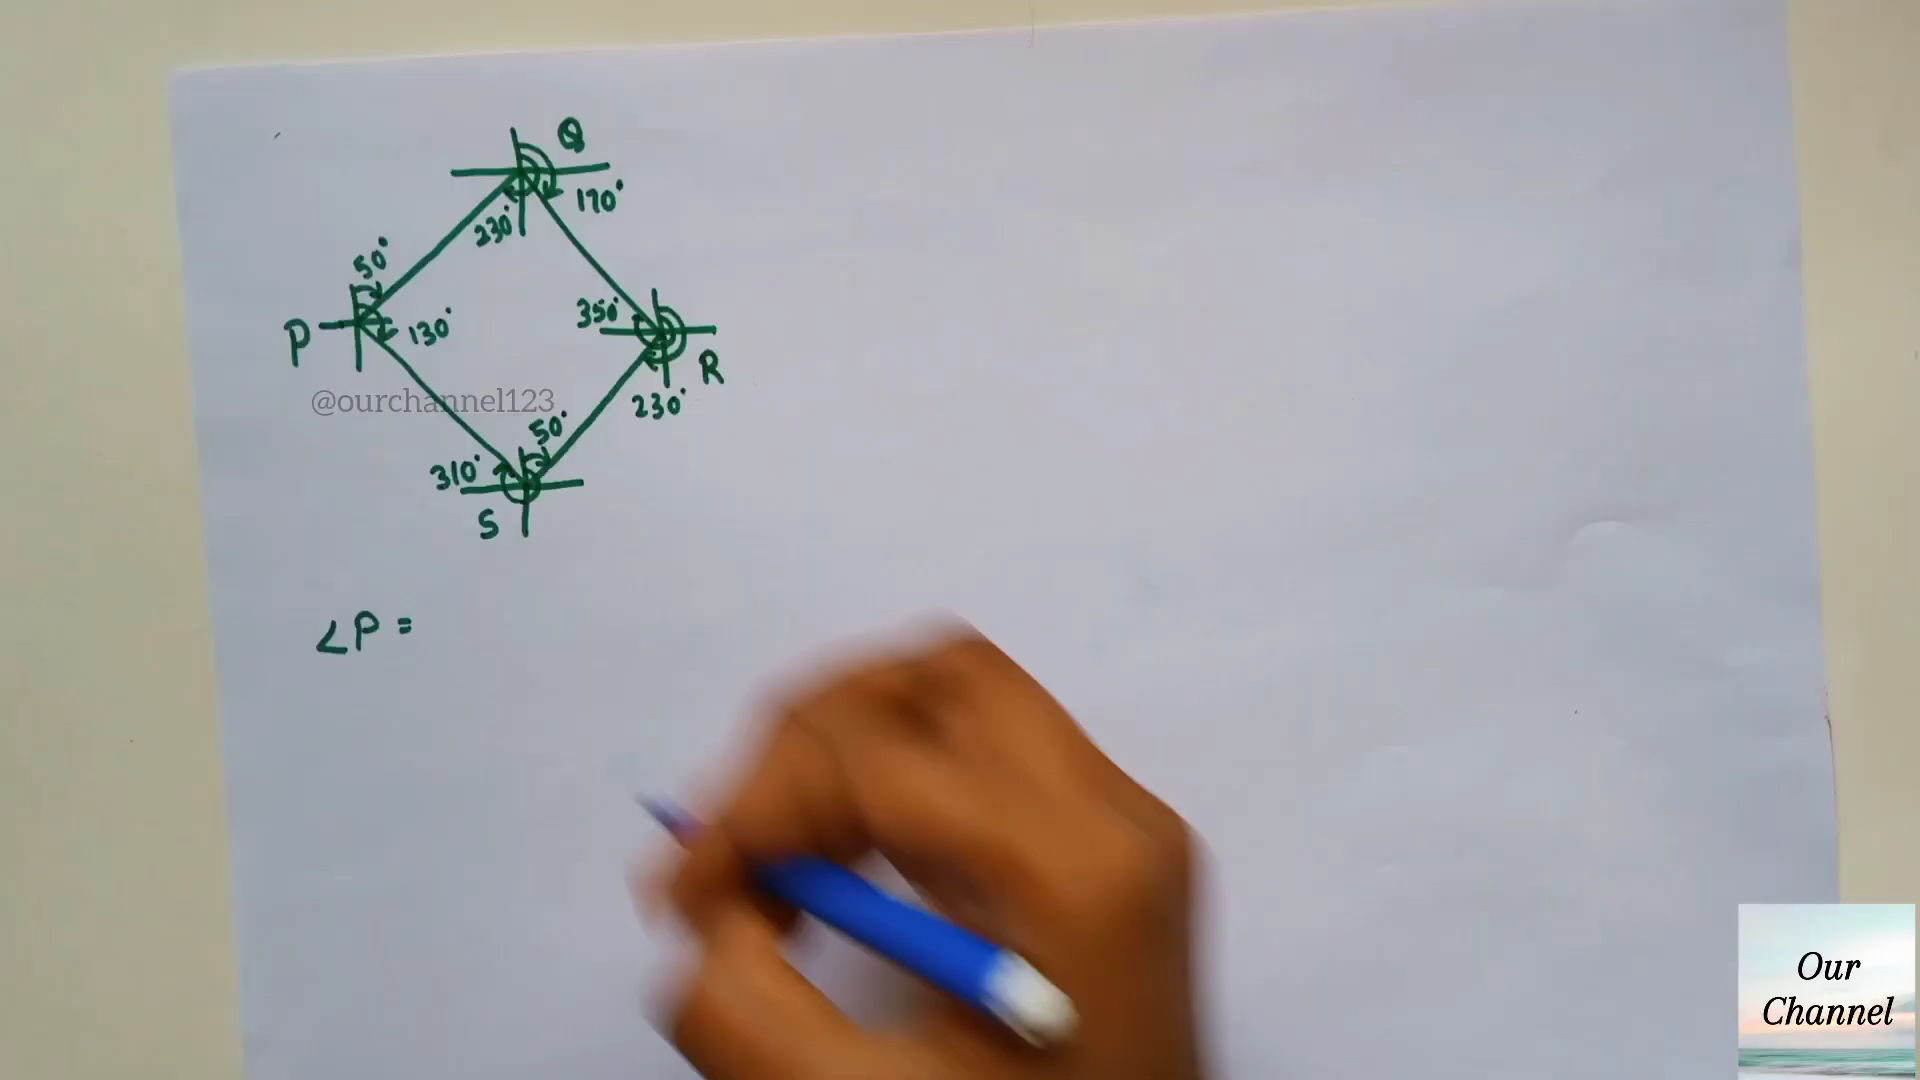 Q
170°
230°
50°
P
130°
350°
R
@ourchannel123
230°
50°
310°
S
∠P =
Our
Channel